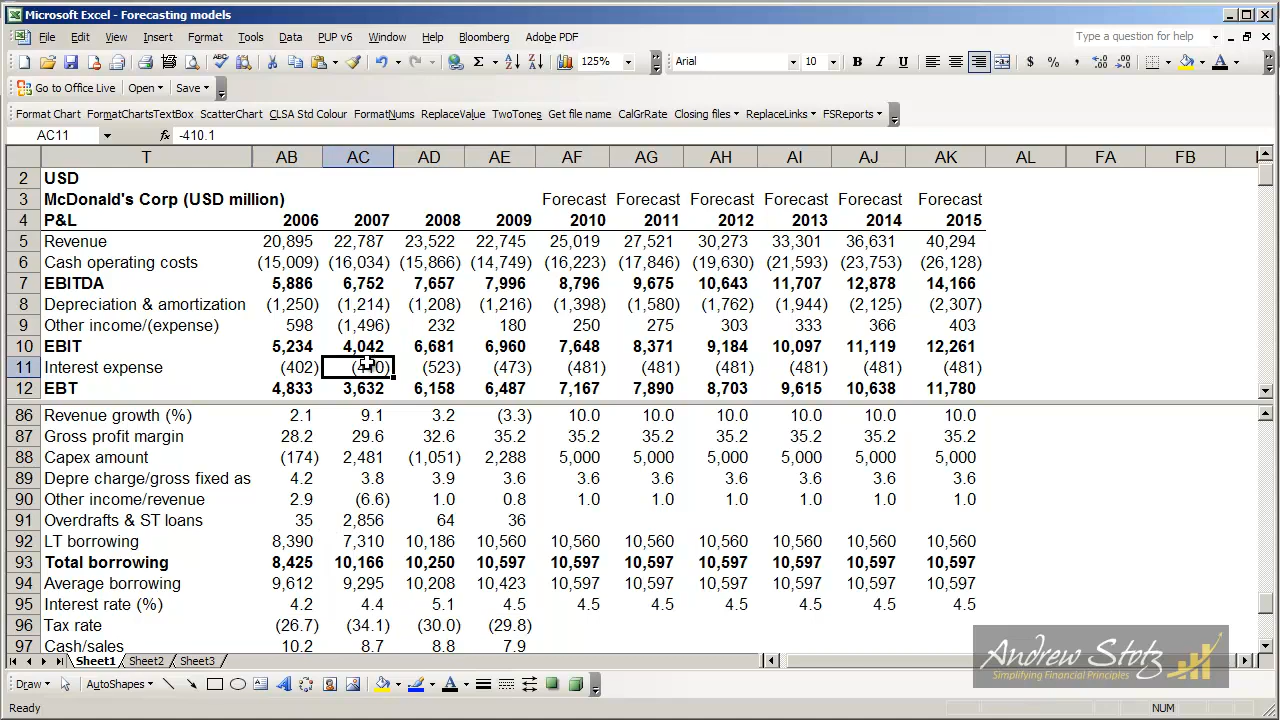 Microsoft Excel - Forecasting models
File Edit View Insert Format Tools Data PUP v6 Window Help Bloomberg Adobe PDF Type a question for help
Σ 125% Arial 10 B I U $ % ,
Go to Office Live Open Save
Format Chart FormatChartsTextBox ScatterChart CLSA Std Colour FormatNums ReplaceValue TwoTones Get file name CalGrRate Closing files ReplaceLinks FSReports
AC11 fx -410.1
T AB AC AD AE AF AG AH AI AJ AK AL FA FB
2 USD
3 McDonald's Corp (USD million) Forecast Forecast Forecast Forecast Forecast Forecast
4 P&L 2006 2007 2008 2009 2010 2011 2012 2013 2014 2015
5 Revenue 20,895 22,787 23,522 22,745 25,019 27,521 30,273 33,301 36,631 40,294
6 Cash operating costs (15,009) (16,034) (15,866) (14,749) (16,223) (17,846) (19,630) (21,593) (23,753) (26,128)
7 EBITDA 5,886 6,752 7,657 7,996 8,796 9,675 10,643 11,707 12,878 14,166
8 Depreciation & amortization (1,250) (1,214) (1,208) (1,216) (1,398) (1,580) (1,762) (1,944) (2,125) (2,307)
9 Other income/(expense) 598 (1,496) 232 180 250 275 303 333 366 403
10 EBIT 5,234 4,042 6,681 6,960 7,648 8,371 9,184 10,097 11,119 12,261
11 Interest expense (402) (410) (523) (473) (481) (481) (481) (481) (481) (481)
12 EBT 4,833 3,632 6,158 6,487 7,167 7,890 8,703 9,615 10,638 11,780
86 Revenue growth (%) 2.1 9.1 3.2 (3.3) 10.0 10.0 10.0 10.0 10.0 10.0
87 Gross profit margin 28.2 29.6 32.6 35.2 35.2 35.2 35.2 35.2 35.2 35.2
88 Capex amount (174) 2,481 (1,051) 2,288 5,000 5,000 5,000 5,000 5,000 5,000
89 Depre charge/gross fixed as 4.2 3.8 3.9 3.6 3.6 3.6 3.6 3.6 3.6 3.6
90 Other income/revenue 2.9 (6.6) 1.0 0.8 1.0 1.0 1.0 1.0 1.0 1.0
91 Overdrafts & ST loans 35 2,856 64 36
92 LT borrowing 8,390 7,310 10,186 10,560 10,560 10,560 10,560 10,560 10,560 10,560
93 Total borrowing 8,425 10,166 10,250 10,597 10,597 10,597 10,597 10,597 10,597 10,597
94 Average borrowing 9,612 9,295 10,208 10,423 10,597 10,597 10,597 10,597 10,597 10,597
95 Interest rate (%) 4.2 4.4 5.1 4.5 4.5 4.5 4.5 4.5 4.5 4.5
96 Tax rate (26.7) (34.1) (30.0) (29.8)
97 Cash/sales 10.2 8.7 8.8 7.9
Sheet1 Sheet2 Sheet3
Andrew Stotz
Simplifying Financial Principles
Draw AutoShapes A
Ready NUM